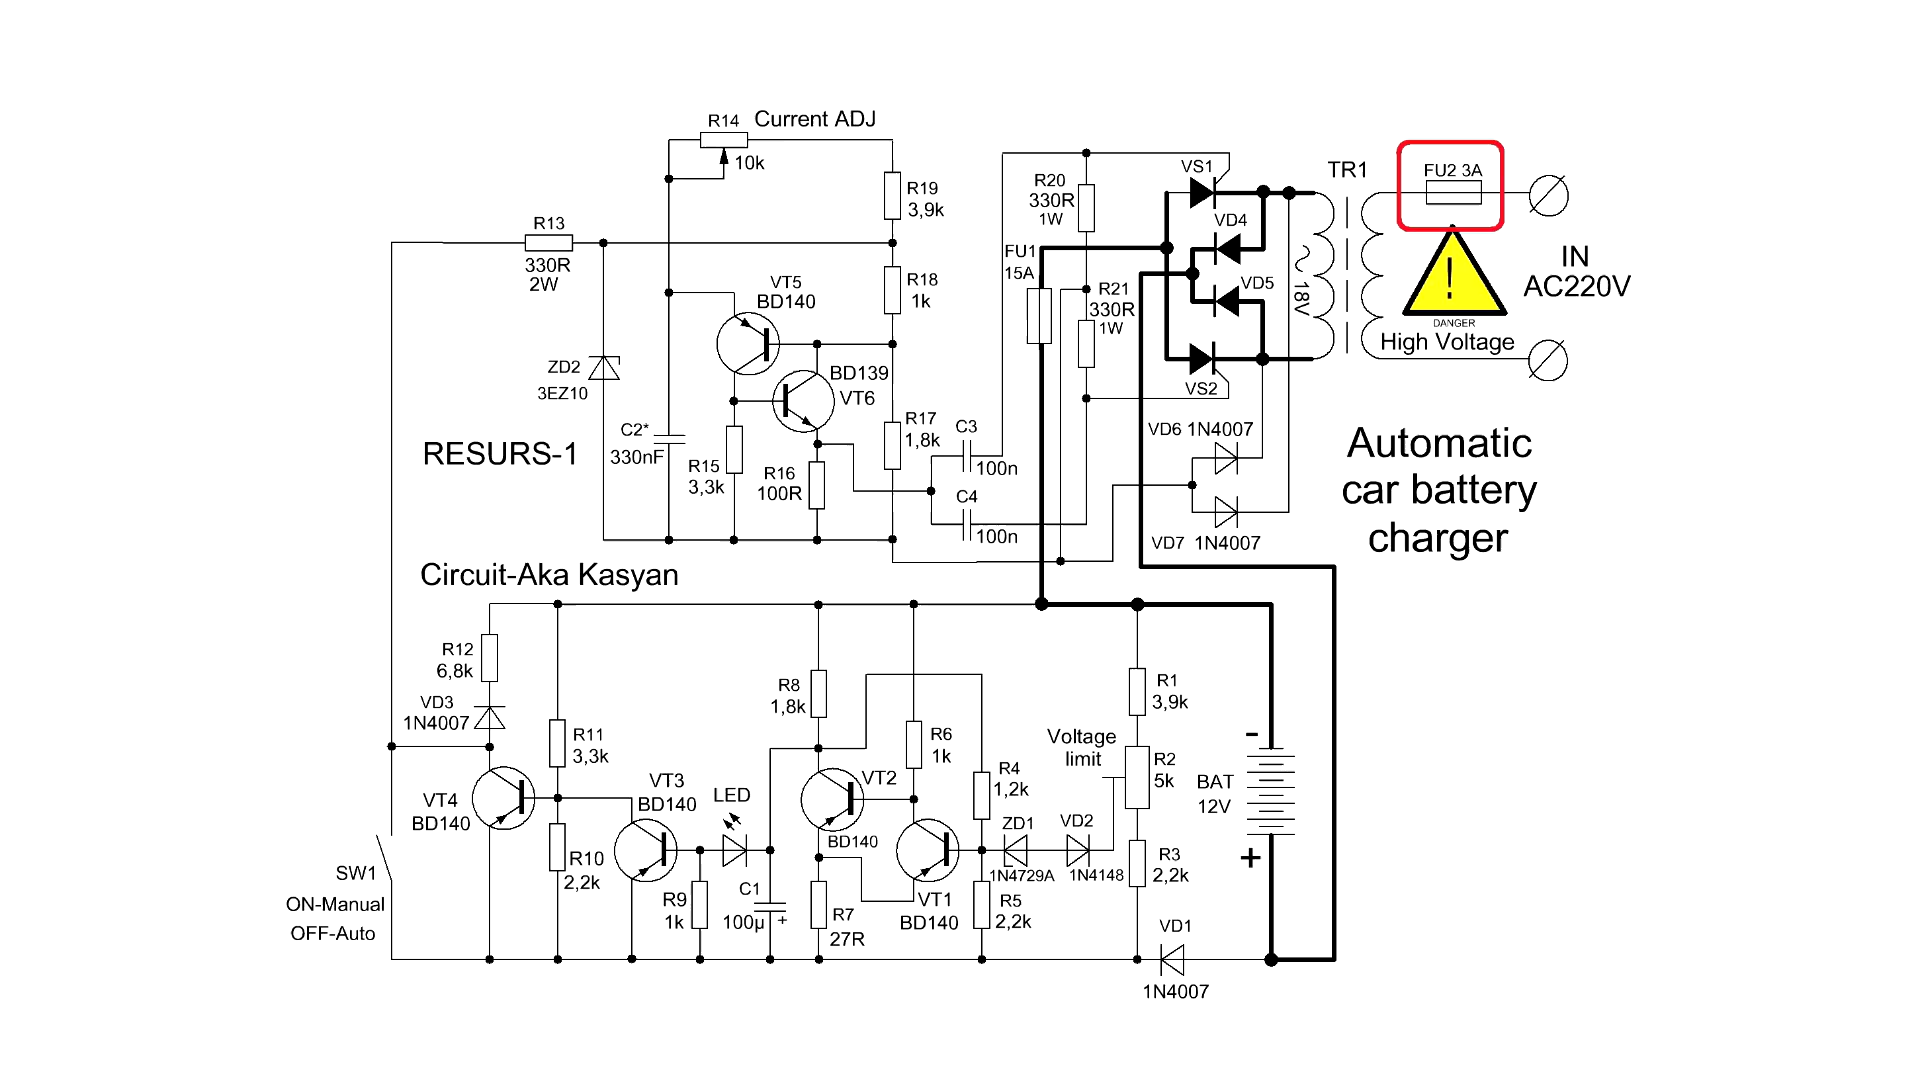 R14 Current ADJ
10k
R19
3,9k
R13
330R
2W
R18
1k
VT5
BD140
ZD2
3EZ10
BD139
VT6
R17
1,8k
C2*
330nF
R15
3,3k
R16
100R
C3
100n
C4
100n
RESURS-1
R20
330R
1W
FU1
15A
R21
330R
1W
VS1
VD4
VD5
VS2
18V
TR1
FU2 3A
!
DANGER
High Voltage
IN
AC220V
VD6 1N4007
VD7 1N4007
Automatic
car battery
charger
Circuit-Aka Kasyan
R12
6,8k
VD3
1N4007
R11
3,3k
VT4
BD140
R10
2,2k
VT3
BD140
LED
R9
1k
C1
100µ +
R8
1,8k
VT2
BD140
R7
27R
R6
1k
VT1
BD140
R4
1,2k
ZD1
1N4729A
R5
2,2k
VD2
1N4148
Voltage
limit
R1
3,9k
R2
5k
R3
2,2k
VD1
1N4007
-
BAT
12V
+
SW1
ON-Manual
OFF-Auto